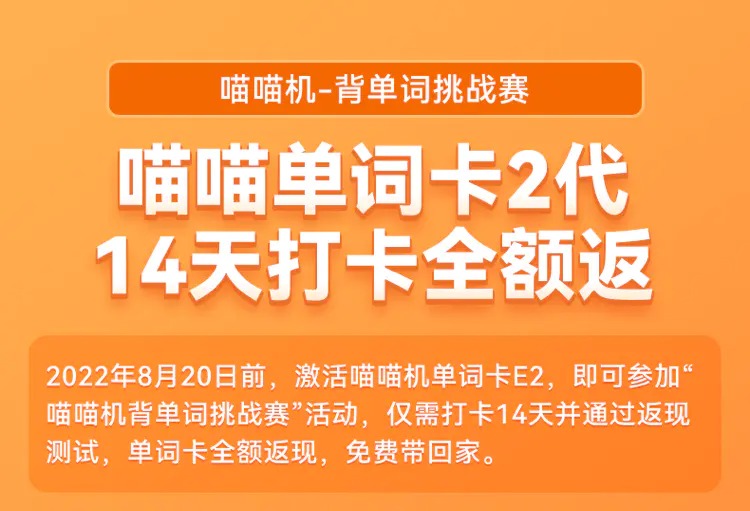 喵喵机-背单词挑战赛
喵喵单词卡2代
14天打卡全额返
2022年8月20日前，激活喵喵机单词卡E2，即可参加“
喵喵机背单词挑战赛”活动，仅需打卡14天并通过返现
测试，单词卡全额返现，免费带回家。